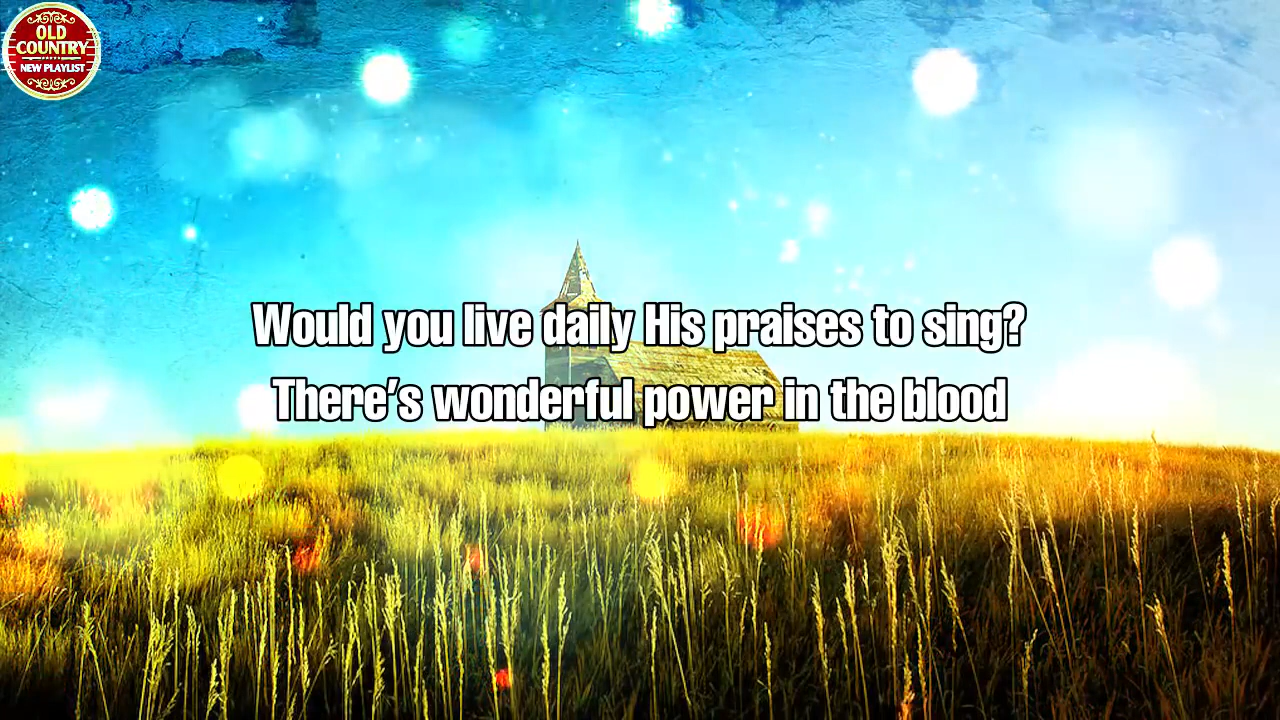 OLD
COUNTRY
NEW PLAYLIST
Would you live daily His praises to sing?
There's wonderful power in the blood